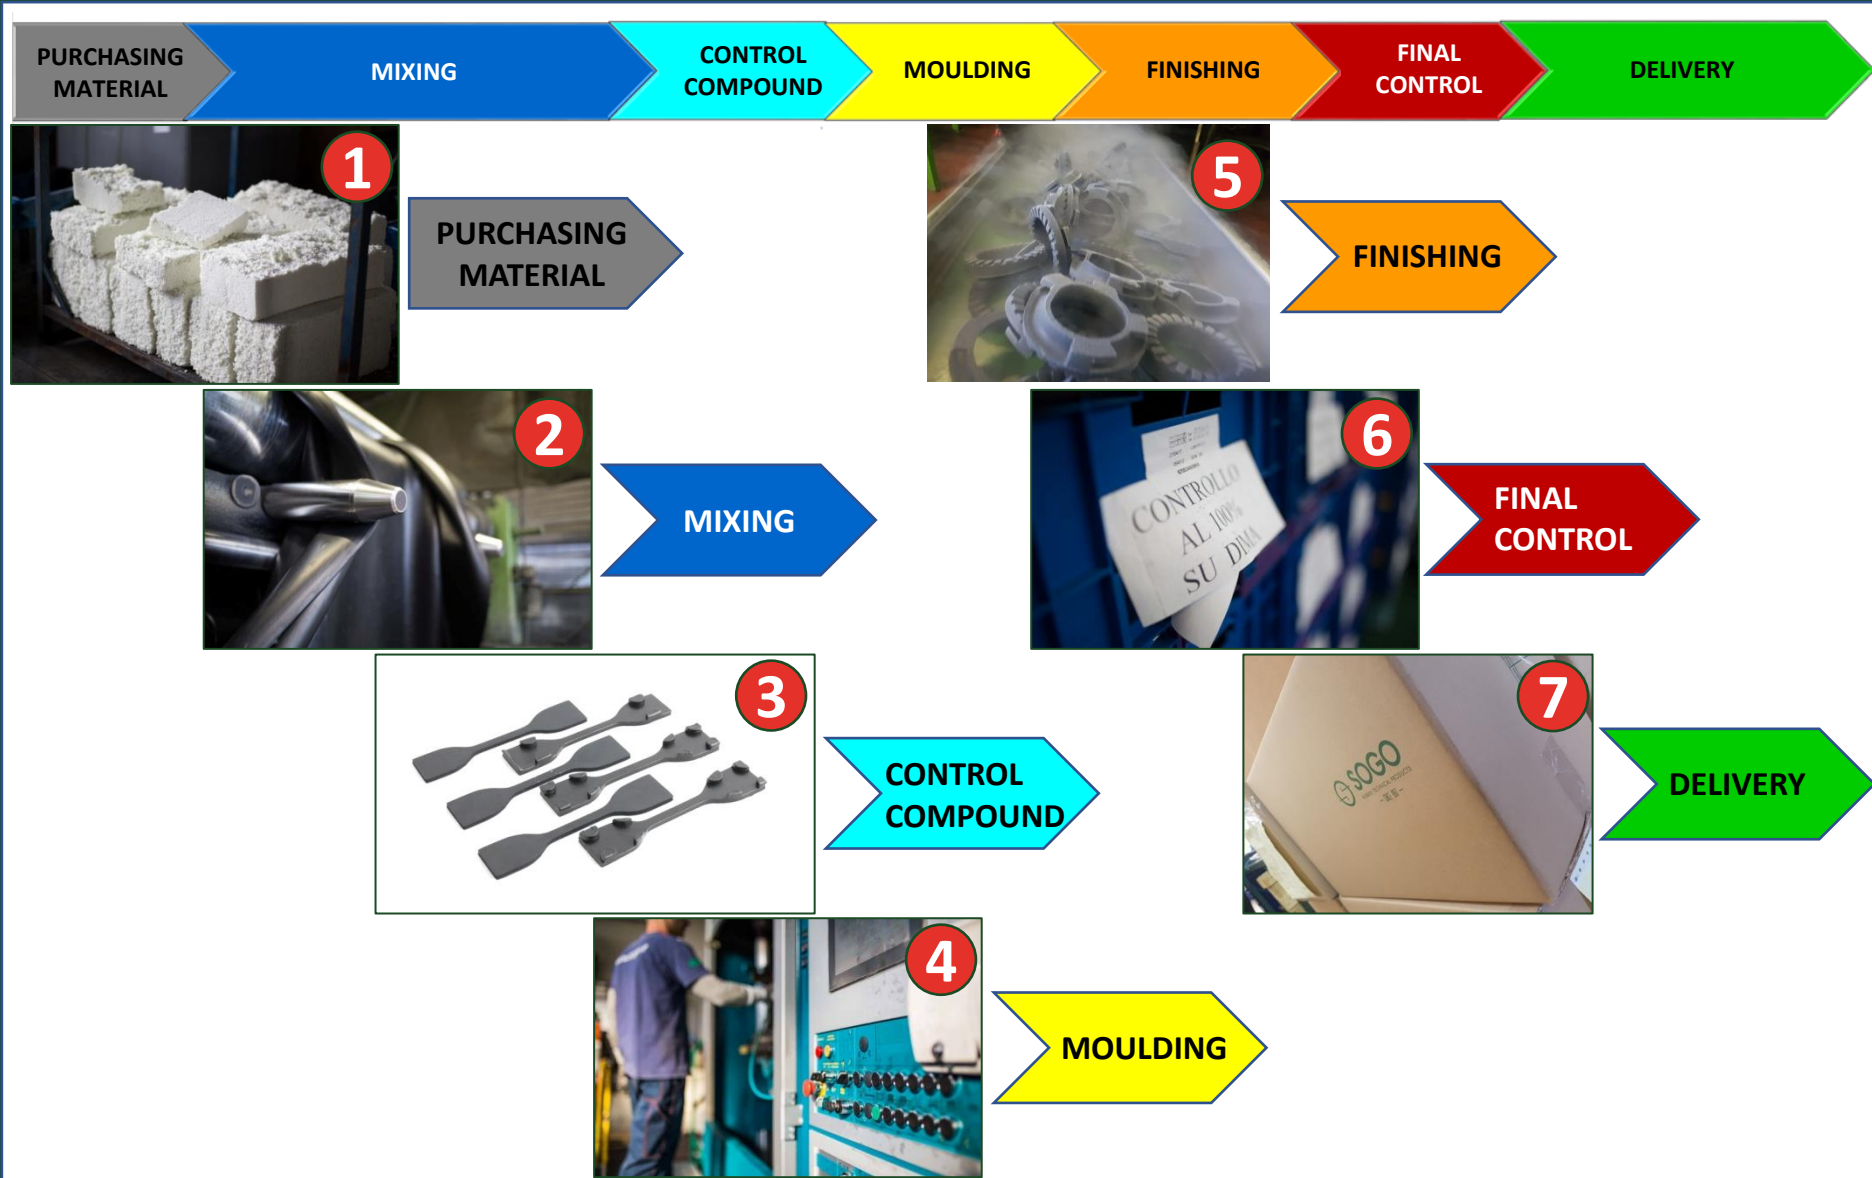 PURCHASING
MATERIAL
MIXING
CONTROL
COMPOUND
MOULDING
FINISHING
FINAL
CONTROL
DELIVERY
1
PURCHASING
MATERIAL
5
FINISHING
2
MIXING
6
CONTROLLO
AL 100%
SU DIMA
FINAL
CONTROL
3
CONTROL
COMPOUND
7
SOGO
DELIVERY
4
MOULDING